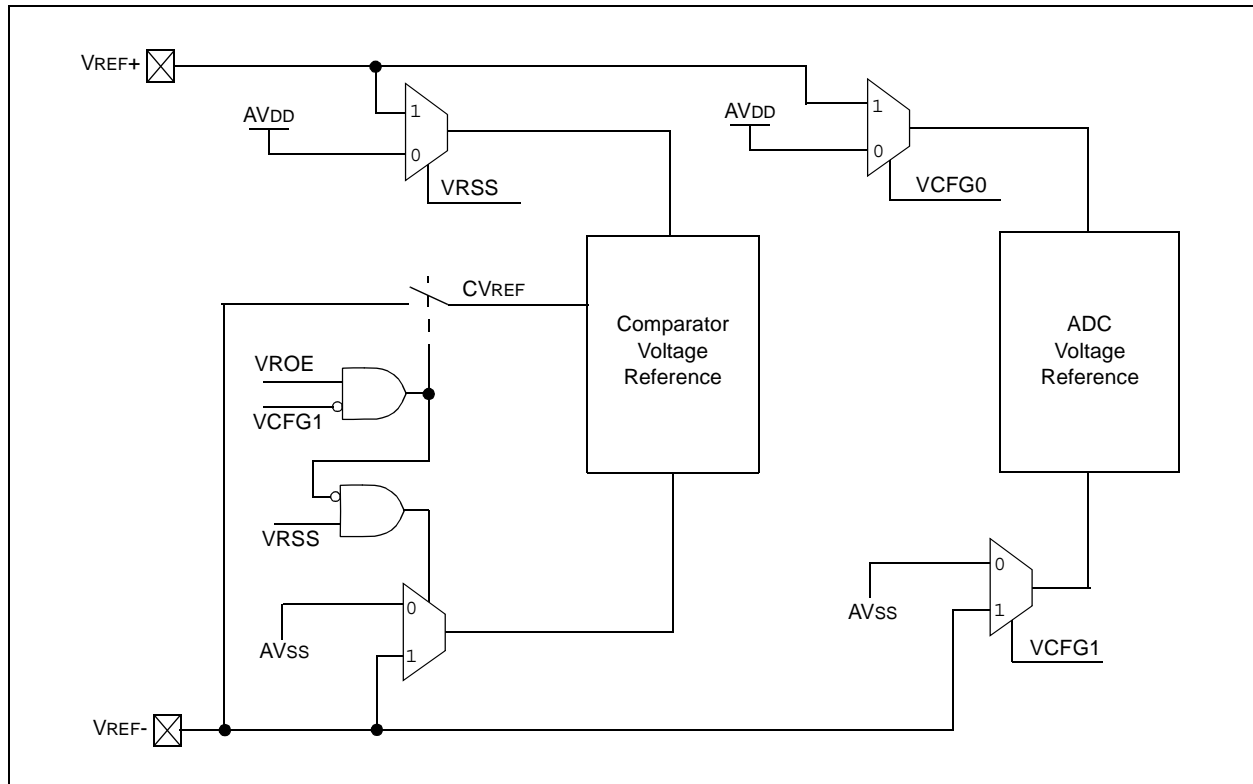 VREF+
AVDD
1
0
VRSS
AVDD
1
0
VCFG0
CVREF
Comparator
Voltage
Reference
ADC
Voltage
Reference
VROE
VCFG1
VRSS
AVSS
0
1
AVSS
0
1
VCFG1
VREF-